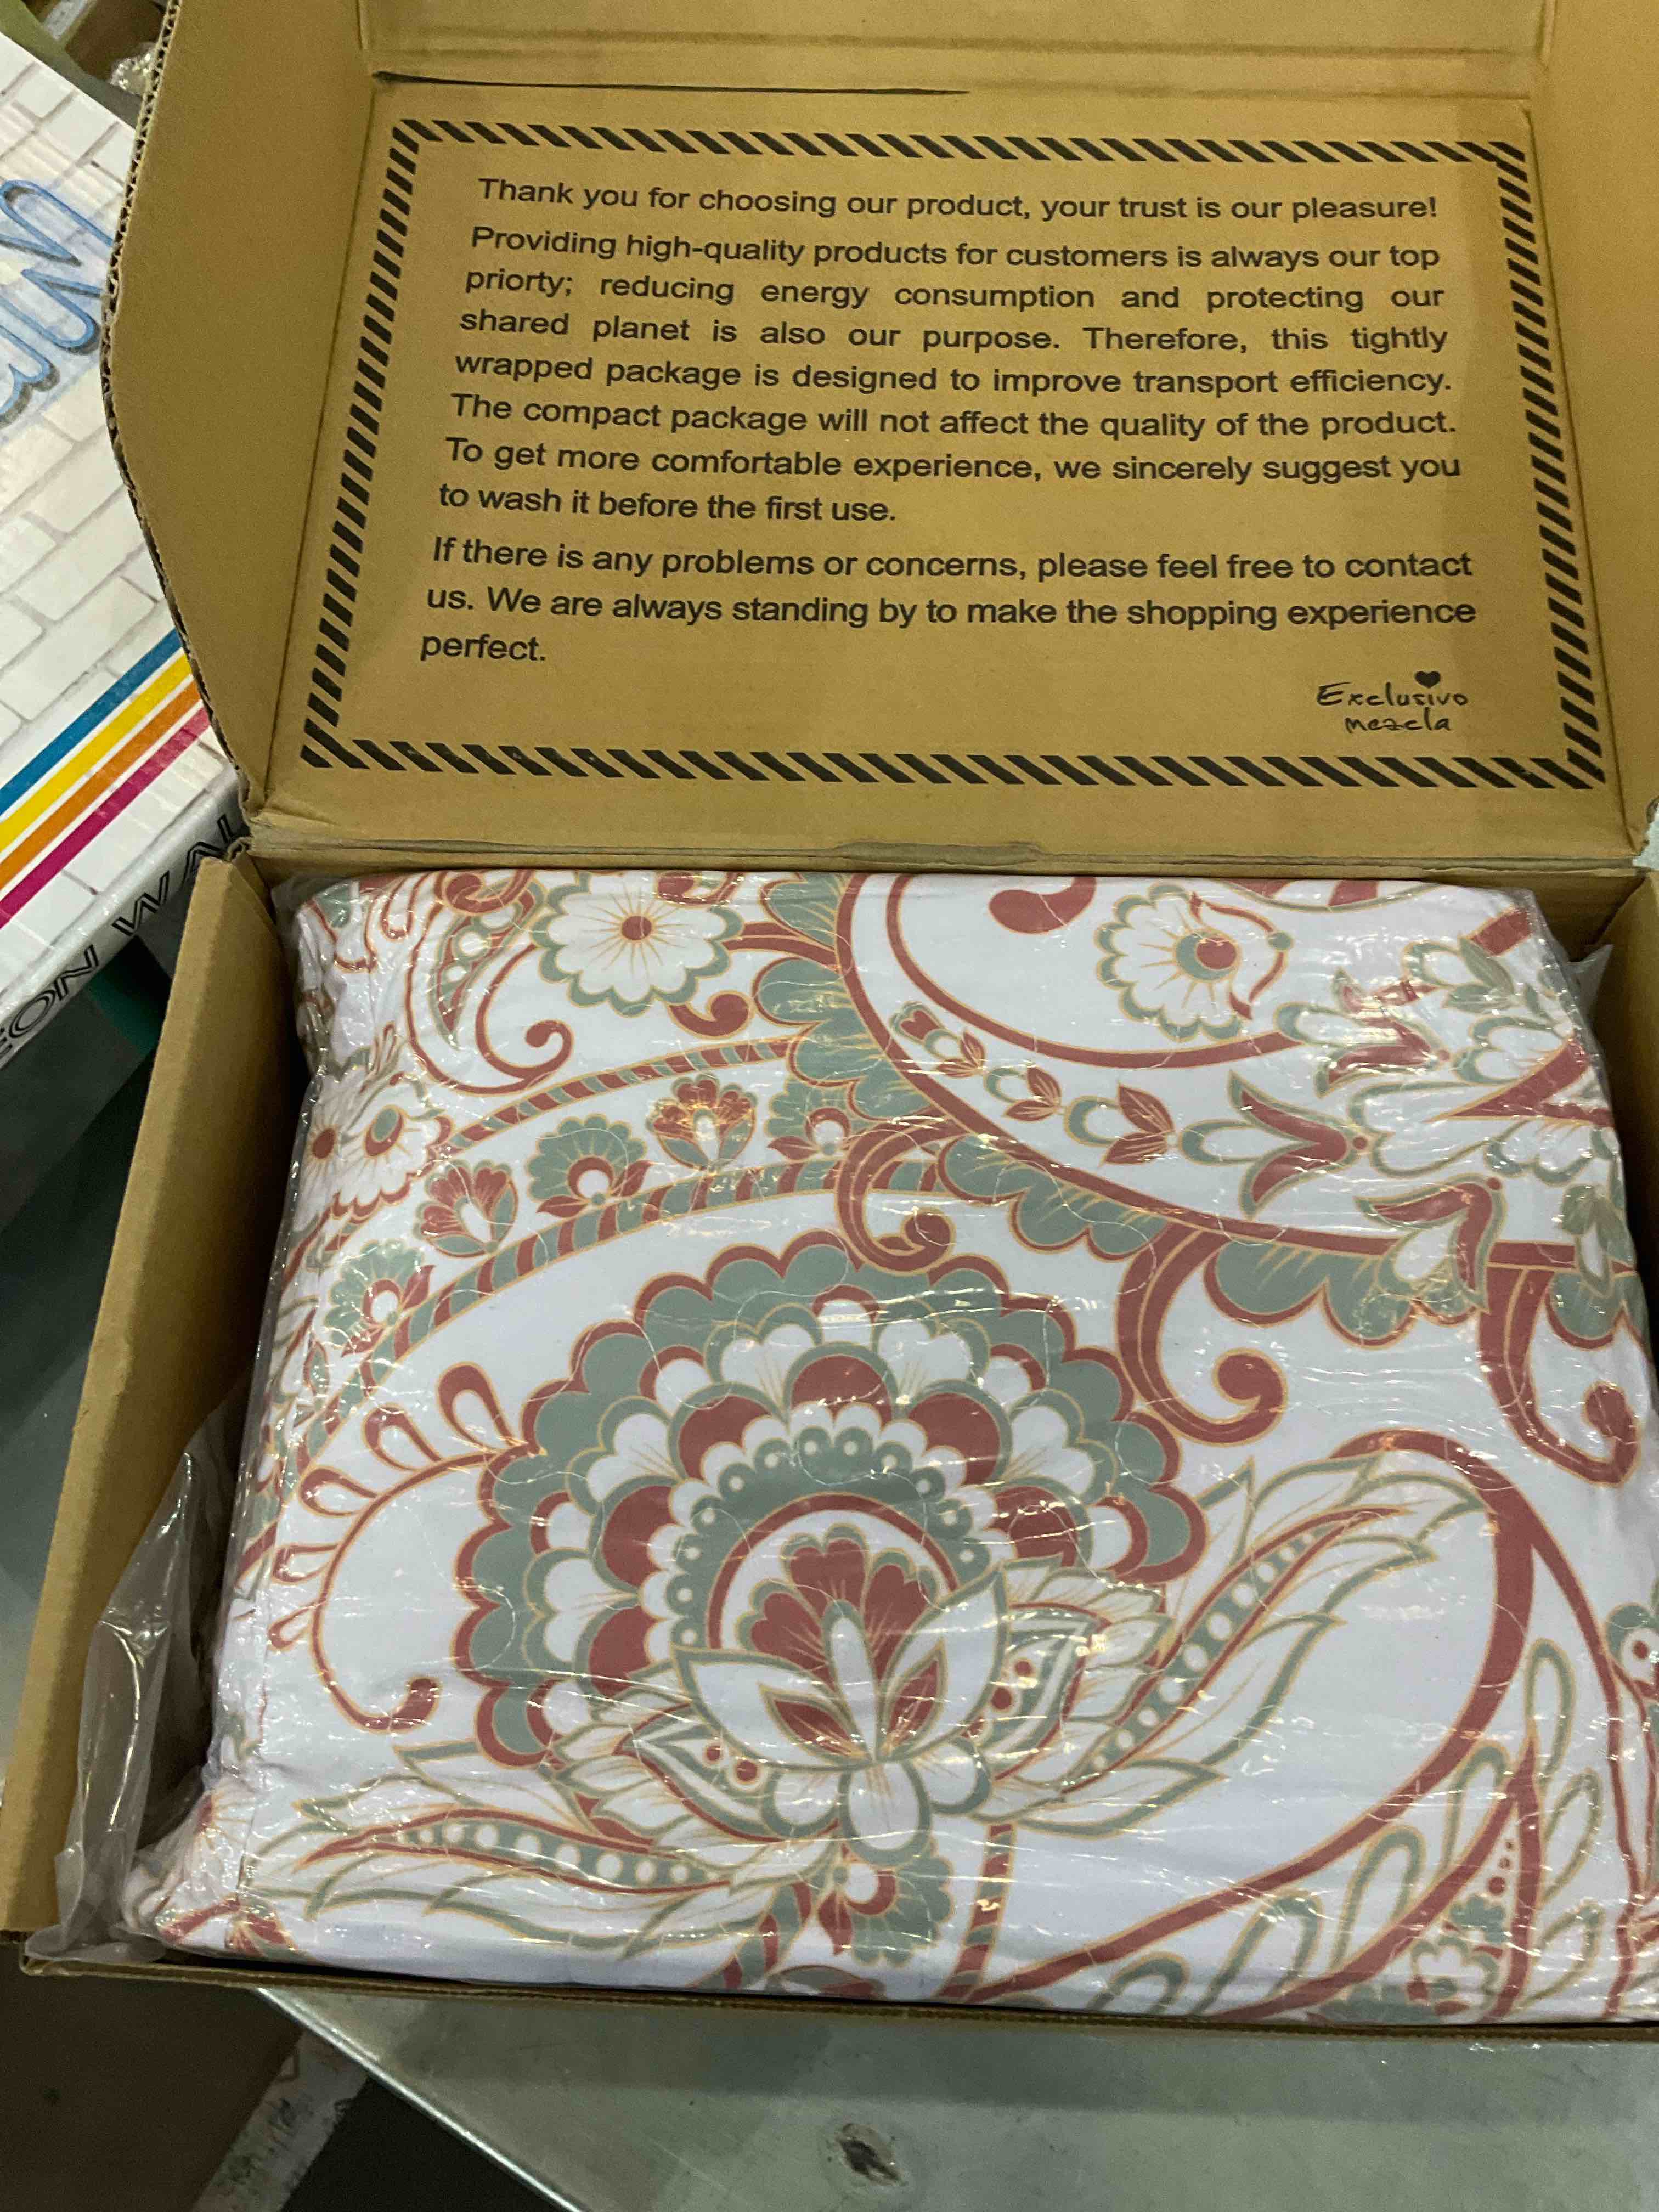 Thank you for choosing our product, your trust is our pleasure!
Providing high-quality products for customers is always our top
priorty; reducing energy consumption and protecting our
shared planet is also our purpose. Therefore, this tightly
wrapped package is designed to improve transport efficiency.
The compact package will not affect the quality of the product.
To get more comfortable experience, we sincerely suggest you
to wash it before the first use.
If there is any problems or concerns, please feel free to contact
us. We are always standing by to make the shopping experience
perfect.
Exclusivo
mezcla